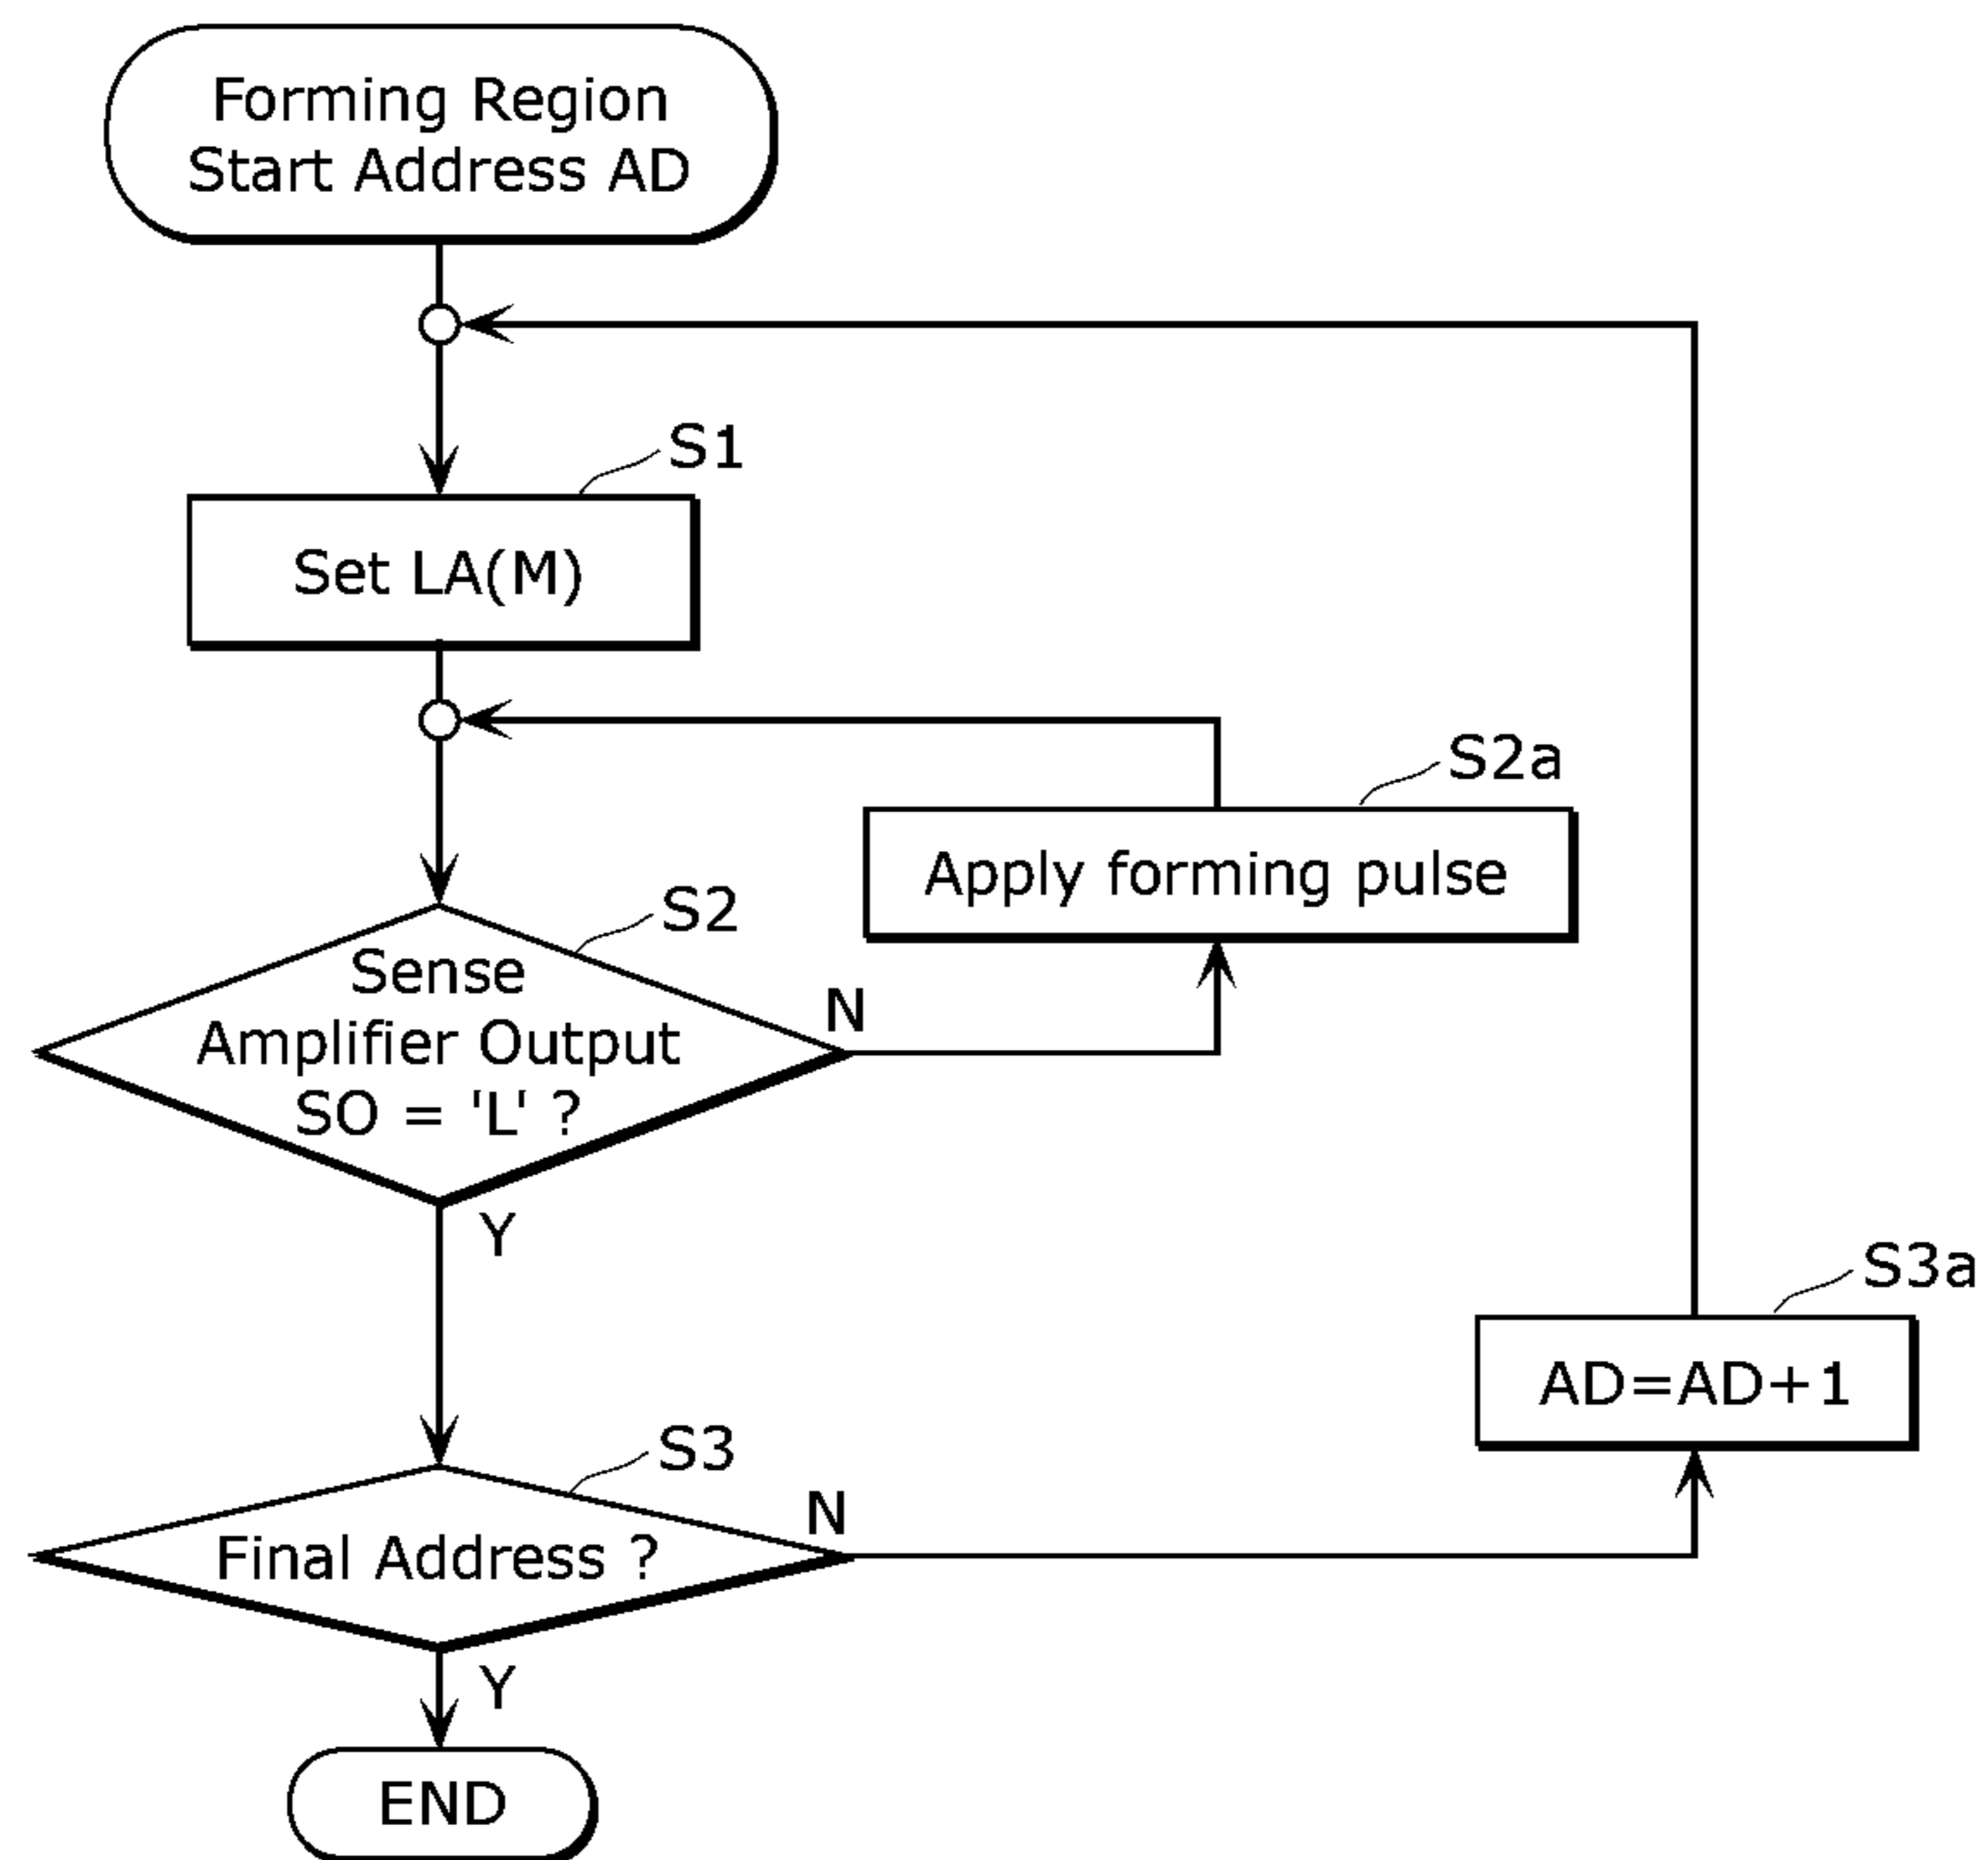 Forming Region
Start Address AD
S1
Set LA(M)
S2a
Apply forming pulse
S2
Sense
Amplifier Output
SO = 'L' ?
N
Y
S3a
AD=AD+1
S3
Final Address ?
N
Y
END